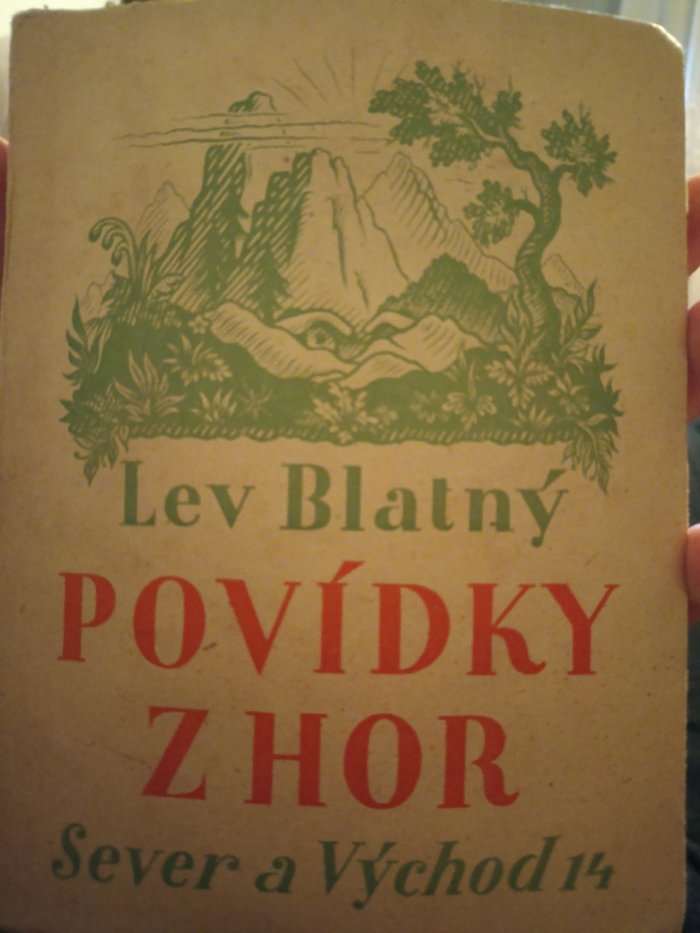 Lev Blatný
POVÍDKY
Z HOR
Sever a Východ 14